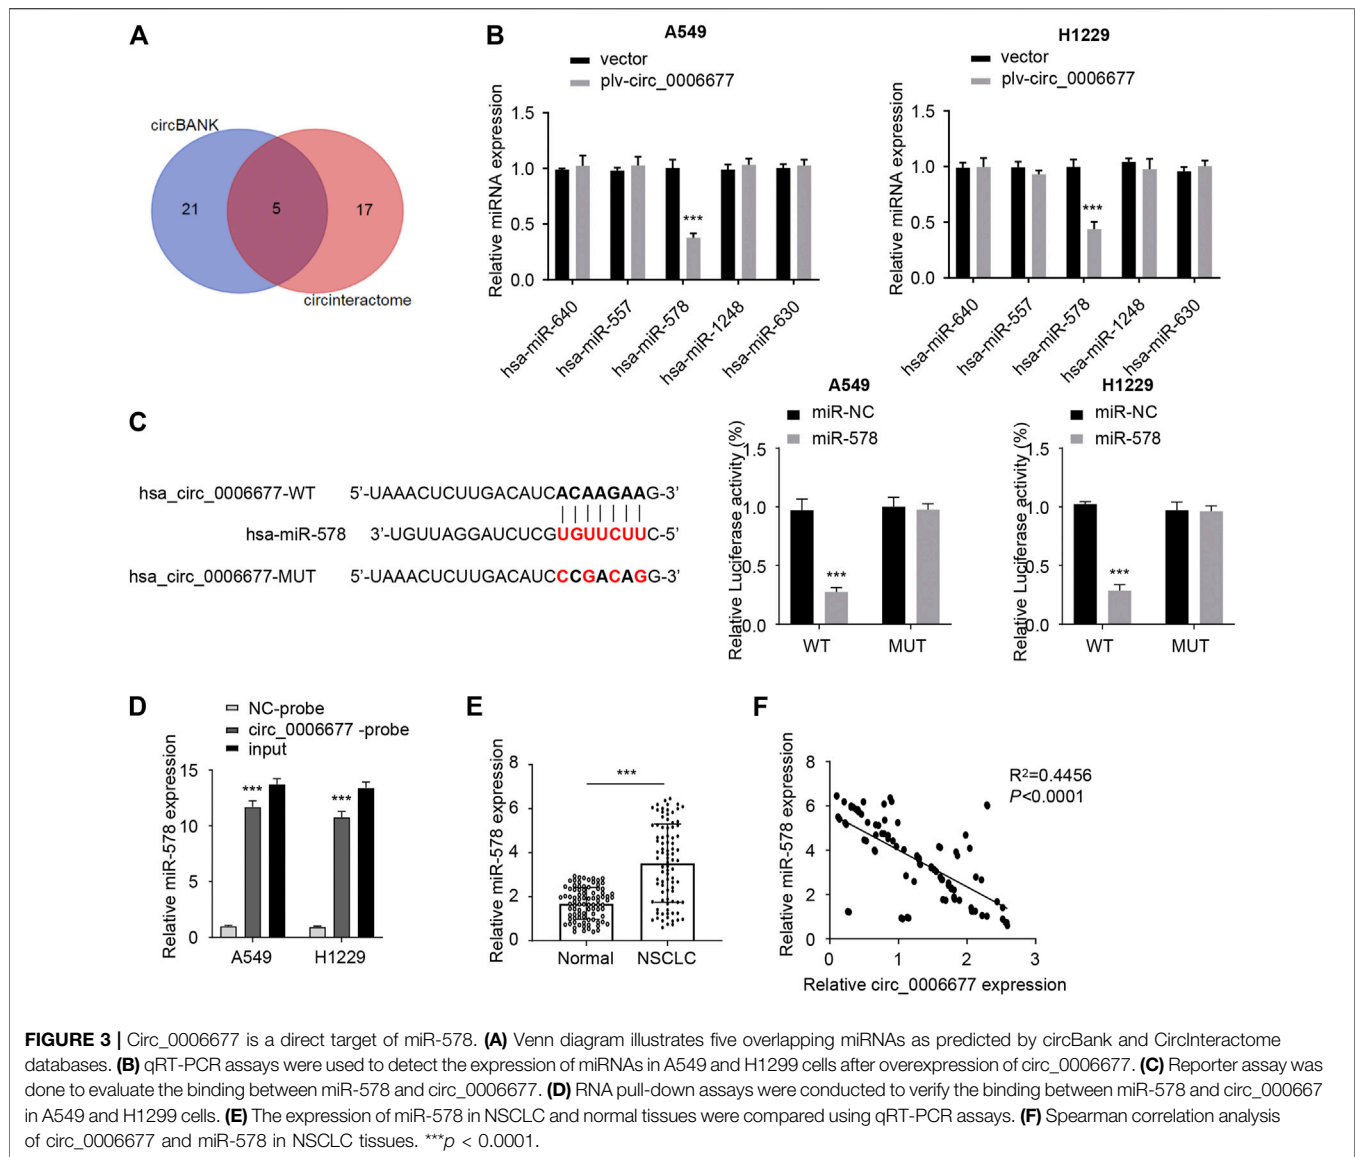 A
circBANK
21
5
17
circinteractome
B
A549
vector
plv-circ_0006677
Relative miRNA expression
1.5
1.0
0.5
0.0
***
hsa-miR-640
hsa-miR-557
hsa-miR-578
hsa-miR-1248
hsa-miR-630
H1229
vector
plv-circ_0006677
Relative miRNA expression
1.5
1.0
0.5
0.0
***
hsa-miR-640
hsa-miR-557
hsa-miR-578
hsa-miR-1248
hsa-miR-630
C
hsa_circ_0006677-WT 5’-UAAACUCUUGACAUCACAAGAAG-3’
hsa-miR-578 3’-UGUUAGGAUCUCGUGUUCUUC-5’
hsa_circ_0006677-MUT 5’-UAAACUCUUGACAUCCCGACAGG-3’
A549
miR-NC
miR-578
Relative Luciferase activity (%)
1.5
1.0
0.5
0.0
***
WT
MUT
H1229
miR-NC
miR-578
Relative Luciferase activity (%)
1.5
1.0
0.5
0.0
***
WT
MUT
D
NC-probe
circ_0006677 -probe
input
Relative miR-578 expression
15
10
5
0
***
***
A549
H1229
E
Relative miR-578 expression
8
6
4
2
0
***
Normal
NSCLC
F
Relative miR-578 expression
8
6
4
2
0
R²=0.4456
P<0.0001
0
1
2
3
Relative circ_0006677 expression
FIGURE 3 | Circ_0006677 is a direct target of miR-578. (A) Venn diagram illustrates five overlapping miRNAs as predicted by circBank and CircInteractome
databases. (B) qRT-PCR assays were used to detect the expression of miRNAs in A549 and H1299 cells after overexpression of circ_0006677. (C) Reporter assay was
done to evaluate the binding between miR-578 and circ_0006677. (D) RNA pull-down assays were conducted to verify the binding between miR-578 and circ_000667
in A549 and H1299 cells. (E) The expression of miR-578 in NSCLC and normal tissues were compared using qRT-PCR assays. (F) Spearman correlation analysis
of circ_0006677 and miR-578 in NSCLC tissues. ***p < 0.0001.